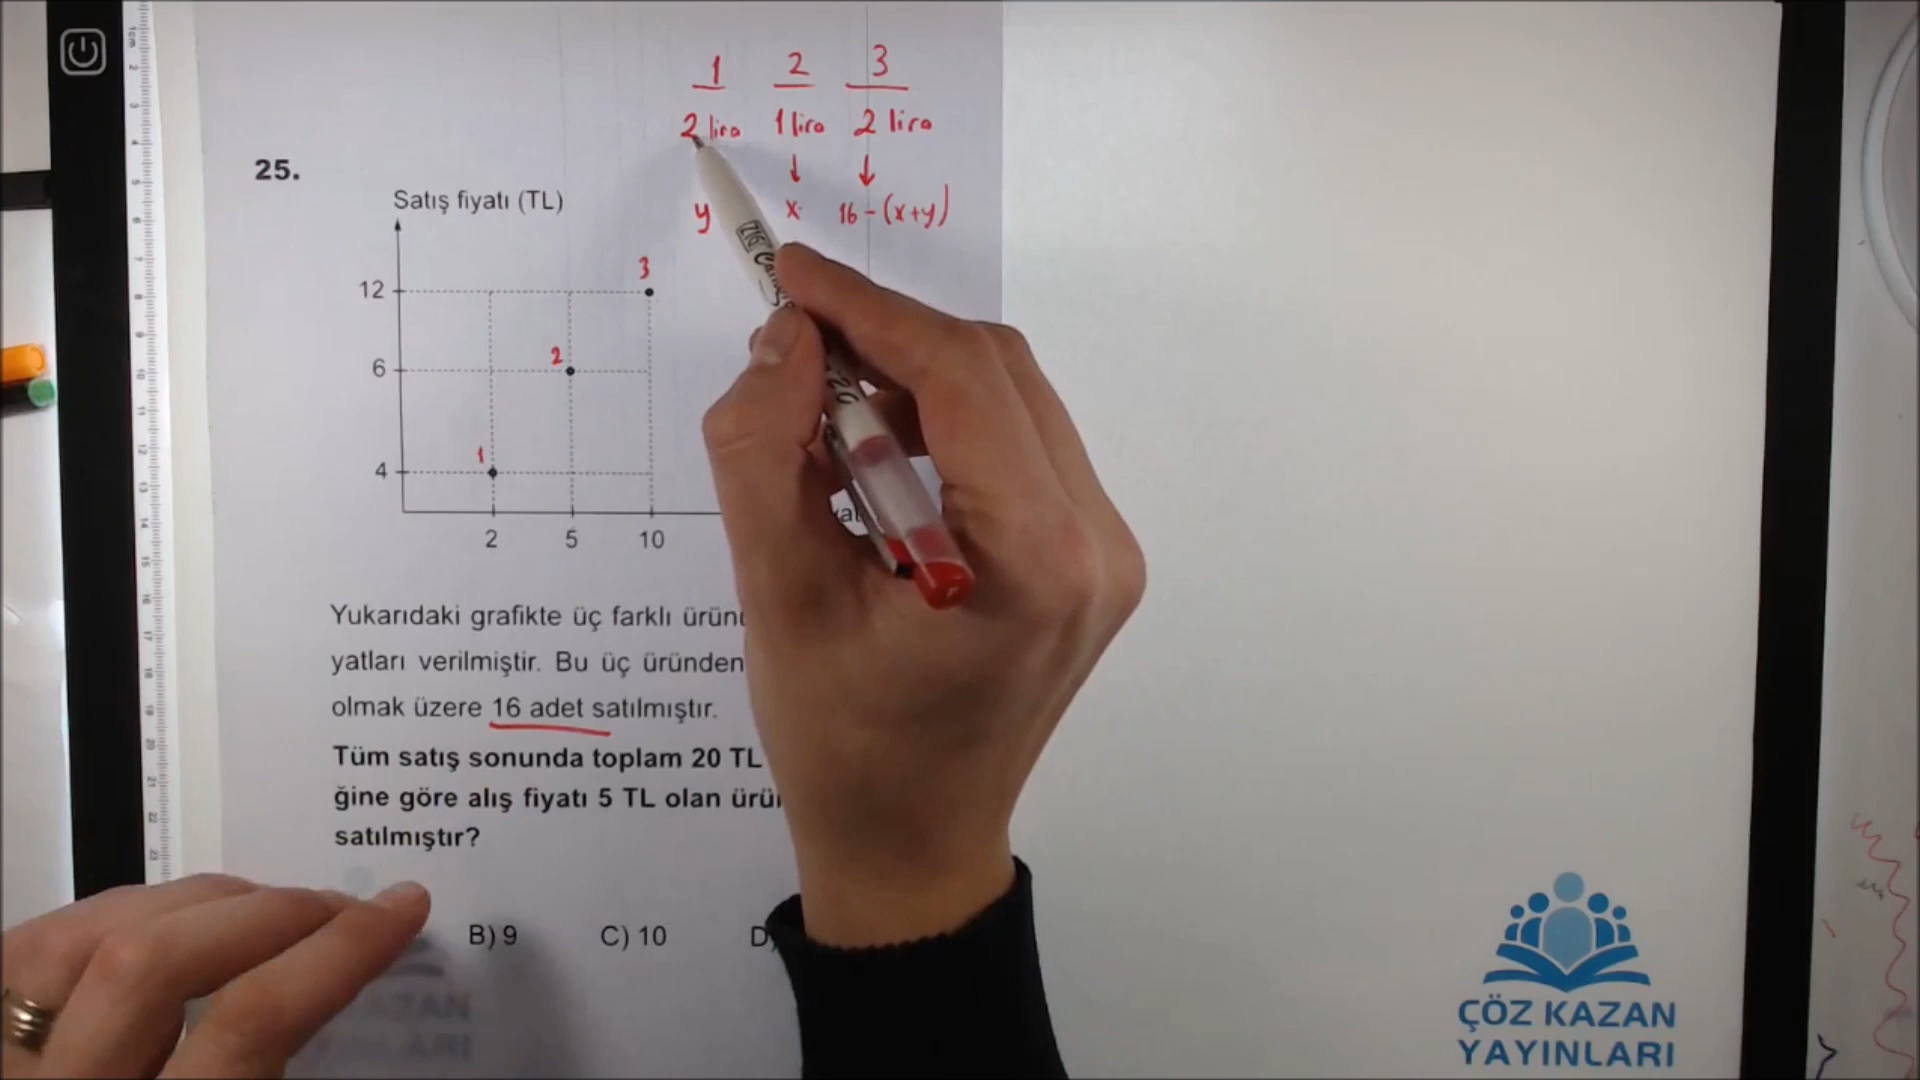 1 2 3
2 lira 1 lira 2 lira
y x 16-(x+y)
25.
Satış fiyatı (TL)
12
6
4
3
2
1
2 5 10
Yukarıdaki grafikte üç farklı
yatları verilmiştir. Bu üç üründen
olmak üzere 16 adet satılmıştır.
Tüm satış sonunda toplam 20 TL
ğine göre alış fiyatı 5 TL olan
satılmıştır?
B) 9 C) 10 D)
ÇÖZ KAZAN
YAYINLARI